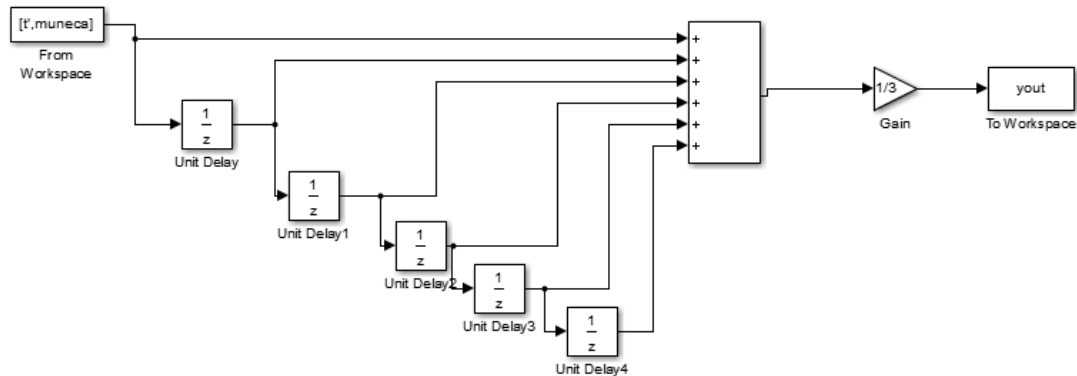 [t',muneca]
From
Workspace
+
+
+
+
+
+
1
z
Unit Delay
1
z
Unit Delay1
1
z
Unit Delay2
1
z
Unit Delay3
1
z
Unit Delay4
1/3
Gain
yout
To Workspace